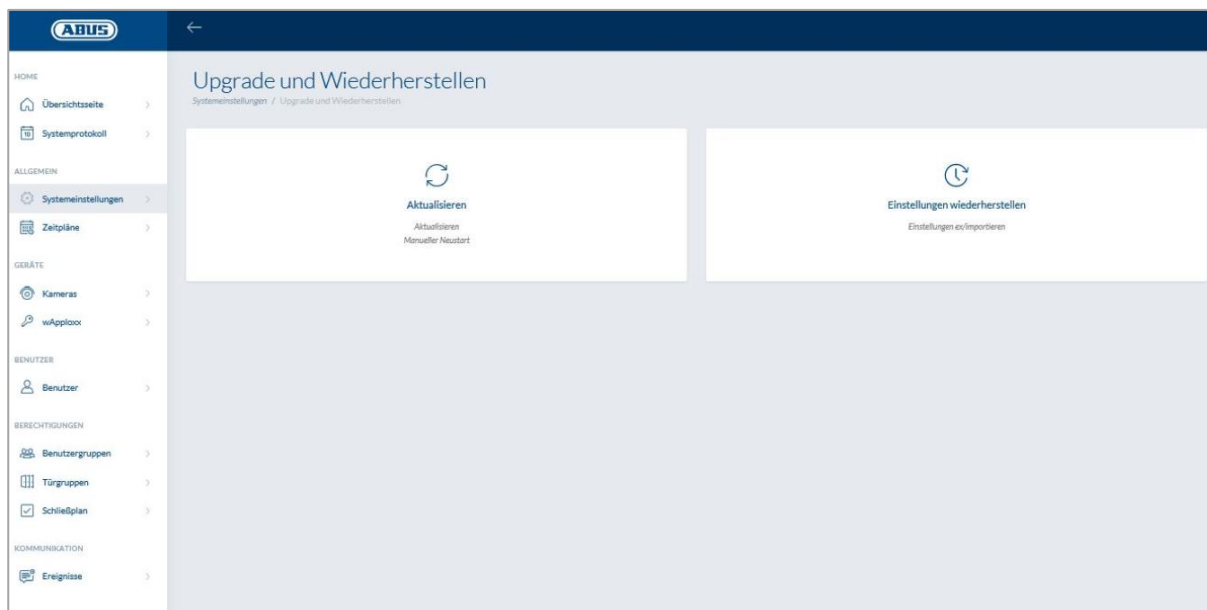 ABUS
HOME
Übersichtsseite
Systemprotokoll
ALLGEMEIN
Systemeinstellungen
Zeitpläne
GERÄTE
Kameras
wApploxx
BENUTZER
Benutzer
BERECHTIGUNGEN
Benutzergruppen
Türgruppen
Schließplan
KOMMUNIKATION
Ereignisse
Upgrade und Wiederherstellen
Systemeinstellungen / Upgrade und Wiederherstellen
Aktualisieren
Aktualisieren
Manueller Neustart
Einstellungen wiederherstellen
Einstellungen ex/importieren